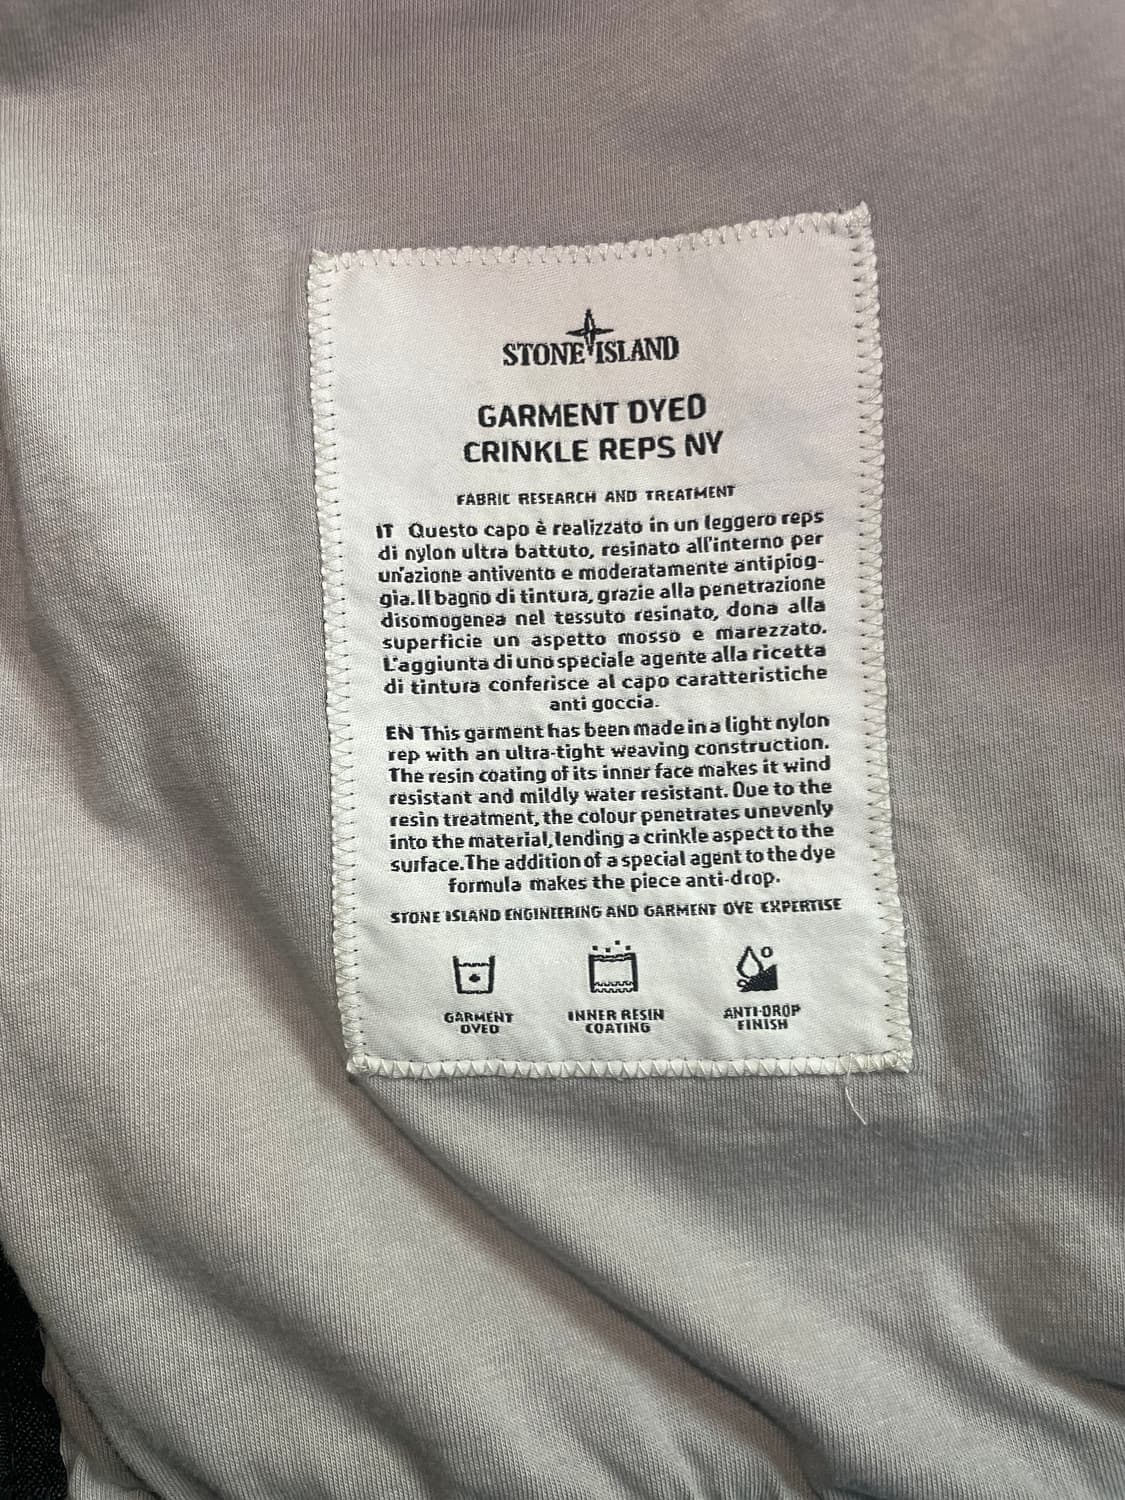 STONE ISLAND
GARMENT DYED
CRINKLE REPS NY
FABRIC RESEARCH AND TREATMENT
IT Questo capo è realizzato in un leggero reps
di nylon ultra battuto, resinato all'interno per
un'azione antivento e moderatamente antipiog-
gia. Il bagno di tintura, grazie alla penetrazione
disomogenea nel tessuto resinato, dona alla
superficie un aspetto mosso e marezzato.
L'aggiunta di uno speciale agente alla ricetta
di tintura conferisce al capo caratteristiche
anti goccia.
EN This garment has been made in a light nylon
rep with an ultra-tight weaving construction.
The resin coating of its inner face makes it wind
resistant and mildly water resistant. Due to the
resin treatment, the colour penetrates unevenly
into the material, lending a crinkle aspect to the
surface. The addition of a special agent to the dye
formula makes the piece anti-drop.
STONE ISLAND ENGINEERING AND GARMENT DYE EXPERTISE
GARMENT
DYED
INNER RESIN
COATING
ANTI-DROP
FINISH